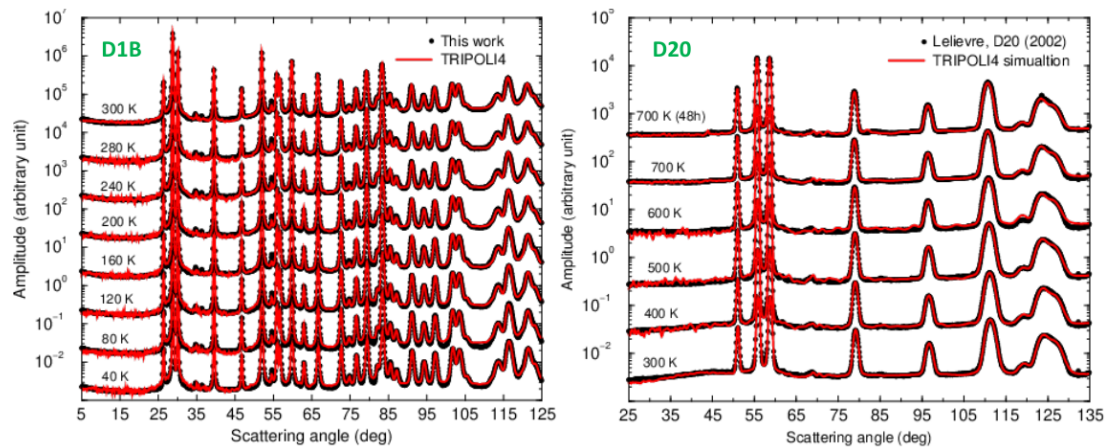 D1B
This work
TRIPOLI4
10^7
10^6
10^5
10^4
10^3
10^2
10^1
10^0
10^-1
10^-2
Amplitude (arbitrary unit)
300 K
280 K
240 K
200 K
160 K
120 K
80 K
40 K
5 15 25 35 45 55 65 75 85 95 105 115 125
Scattering angle (deg)
D20
Lelievre, D20 (2002)
TRIPOLI4 simualtion
10^5
10^4
10^3
10^2
10^1
10^0
10^-1
10^-2
Amplitude (arbitrary unit)
700 K (48h)
700 K
600 K
500 K
400 K
300 K
25 35 45 55 65 75 85 95 105 115 125 135
Scattering angle (deg)